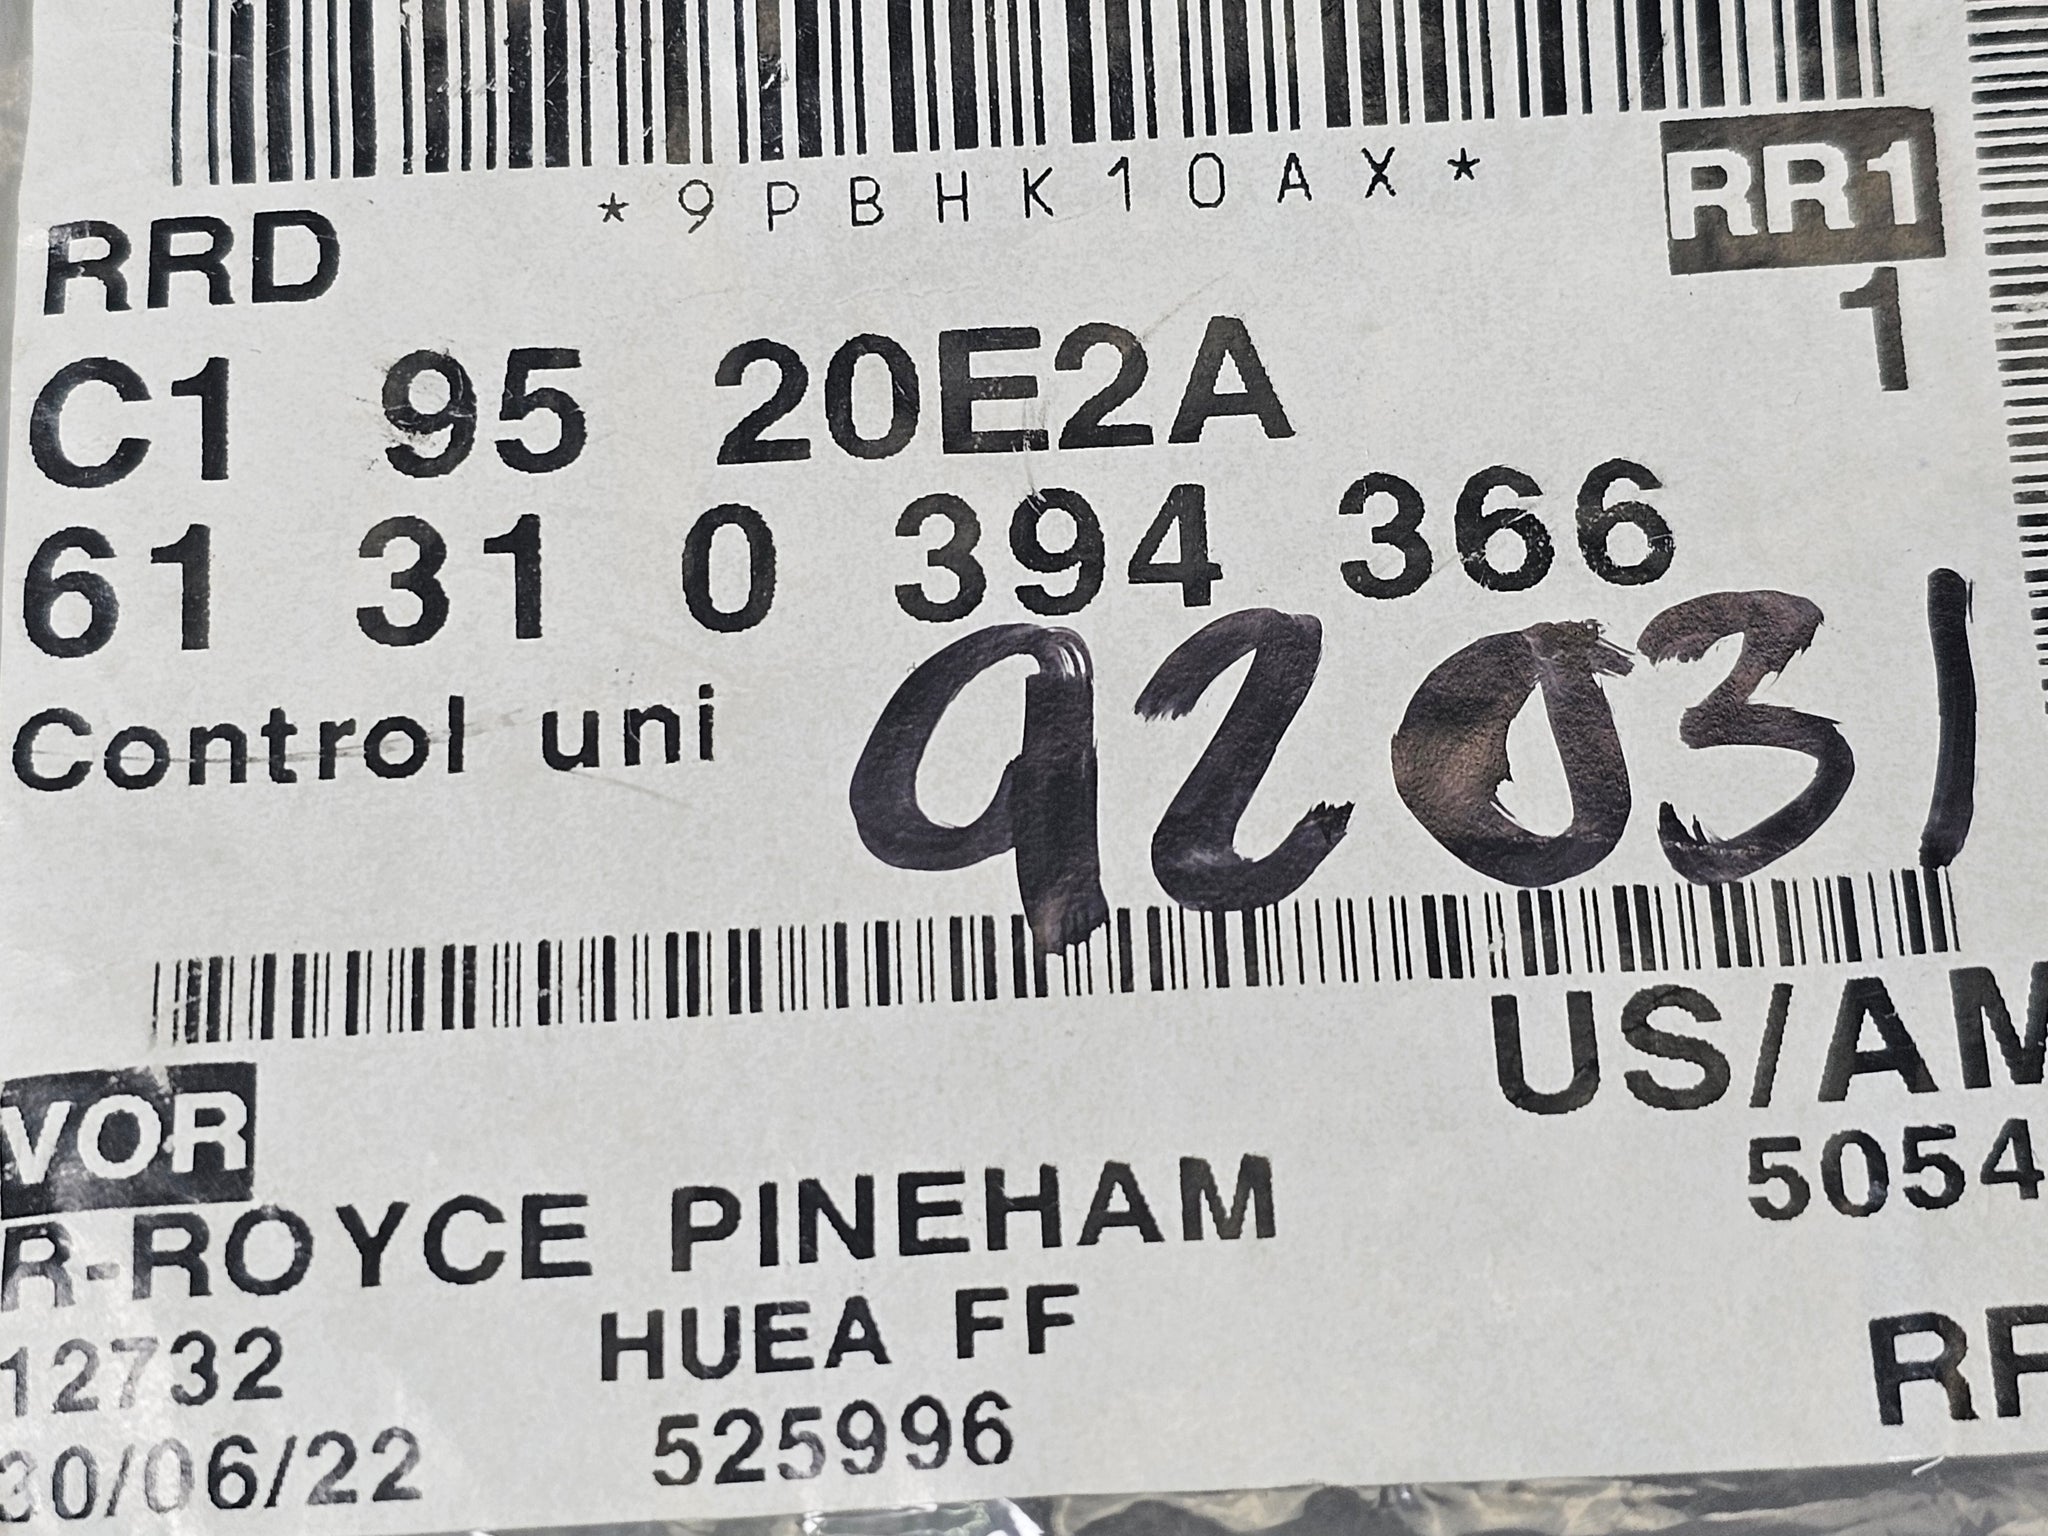 *9PBHK10AX*
RR1
RRD
1
C1 95 20E2A
61 31 0 394 366
Control uni
92031
US/AM
VOR
5054
R-ROYCE PINEHAM
12732 HUEA FF
30/06/22 525996